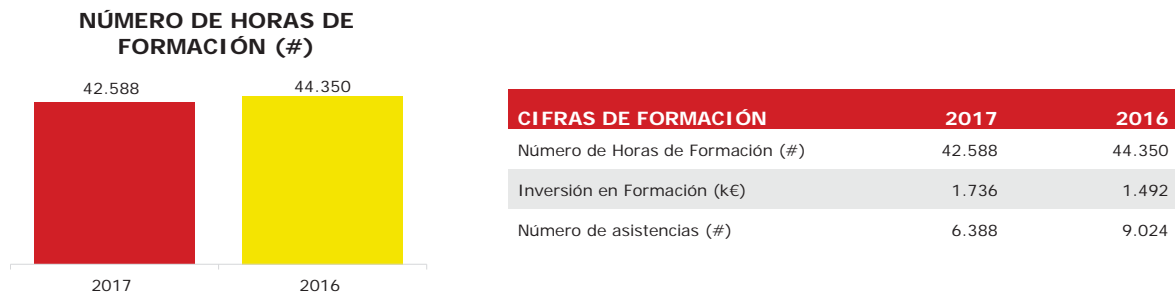 NÚMERO DE HORAS DE
FORMACIÓN (#)
42.588
44.350
2017
2016
CIFRAS DE FORMACIÓN 2017 2016
Número de Horas de Formación (#) 42.588 44.350
Inversión en Formación (k€) 1.736 1.492
Número de asistencias (#) 6.388 9.024